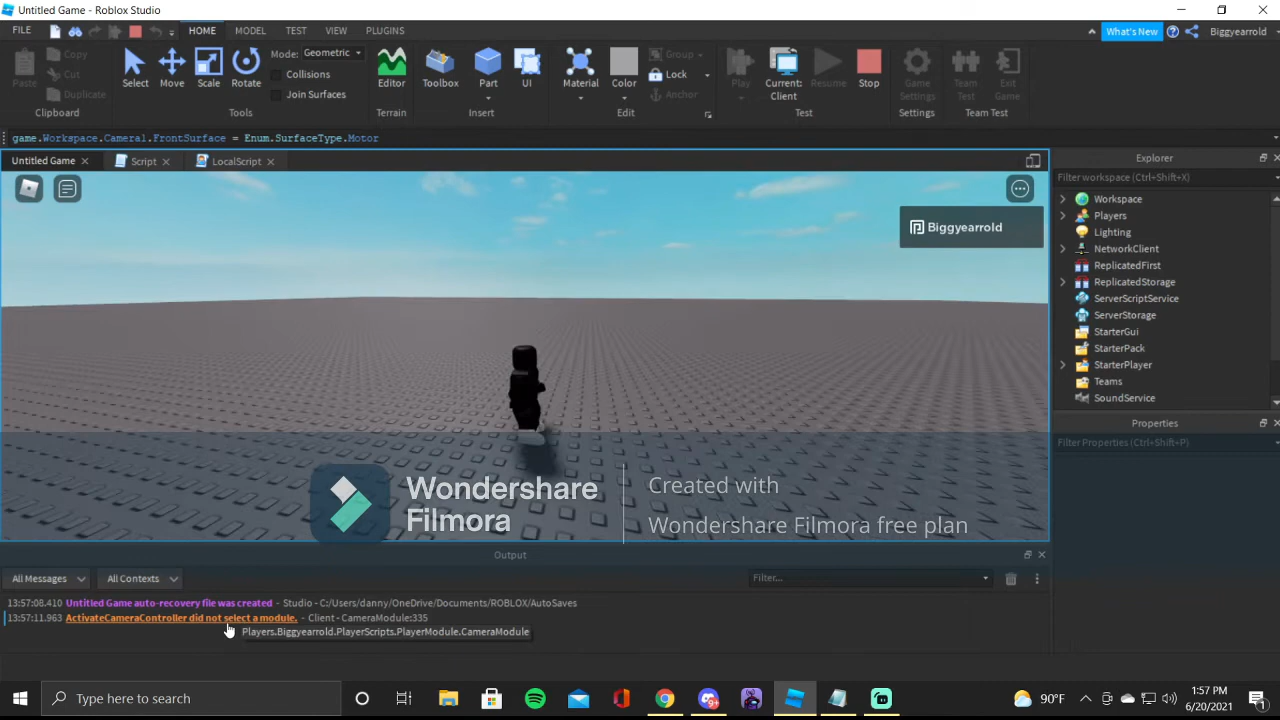 Untitled Game - Roblox Studio
FILE
HOME
MODEL
TEST
VIEW
PLUGINS
What's New
Biggyearrold
Paste
Copy
Cut
Duplicate
Clipboard
Select
Move
Scale
Rotate
Mode: Geometric
Collisions
Join Surfaces
Tools
Editor
Terrain
Toolbox
Part
UI
Insert
Material
Color
Group
Lock
Anchor
Edit
Play
Current:
Client
Resume
Stop
Test
Game
Settings
Settings
Team
Test
Exit
Game
Team Test
game.Workspace.Camera1.FrontSurface = Enum.SurfaceType.Motor
Untitled Game
Script
LocalScript
Biggyearrold
Explorer
Filter workspace (Ctrl+Shift+X)
Workspace
Players
Lighting
NetworkClient
ReplicatedFirst
ReplicatedStorage
ServerScriptService
ServerStorage
StarterGui
StarterPack
StarterPlayer
Teams
SoundService
Properties
Filter Properties (Ctrl+Shift+P)
Wondershare
Filmora
Created with
Wondershare Filmora free plan
Output
All Messages
All Contexts
Filter...
13:57:08.410 Untitled Game auto-recovery file was created - Studio - C:/Users/danny/OneDrive/Documents/ROBLOX/AutoSaves
13:57:11.963 ActivateCameraController did not select a module. - Client - CameraModule:335
Players.Biggyearrold.PlayerScripts.PlayerModule.CameraModule
Type here to search
9+
90°F
1:57 PM
6/20/2021
1